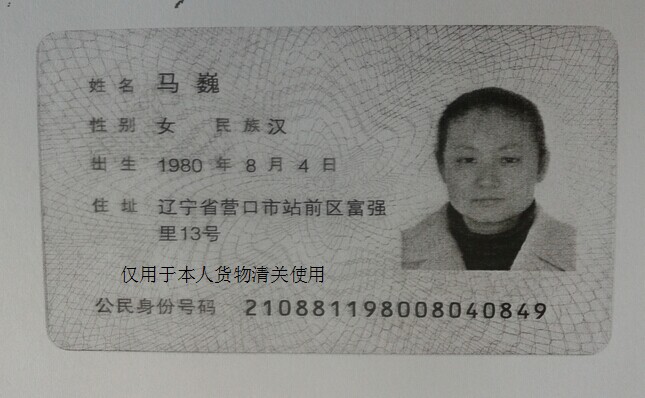 姓名 马巍
性别 女 民族 汉
出生 1980 年 8 月 4 日
住址 辽宁省营口市站前区富强
里13号
仅用于本人货物清关使用
公民身份号码 210881198008040849